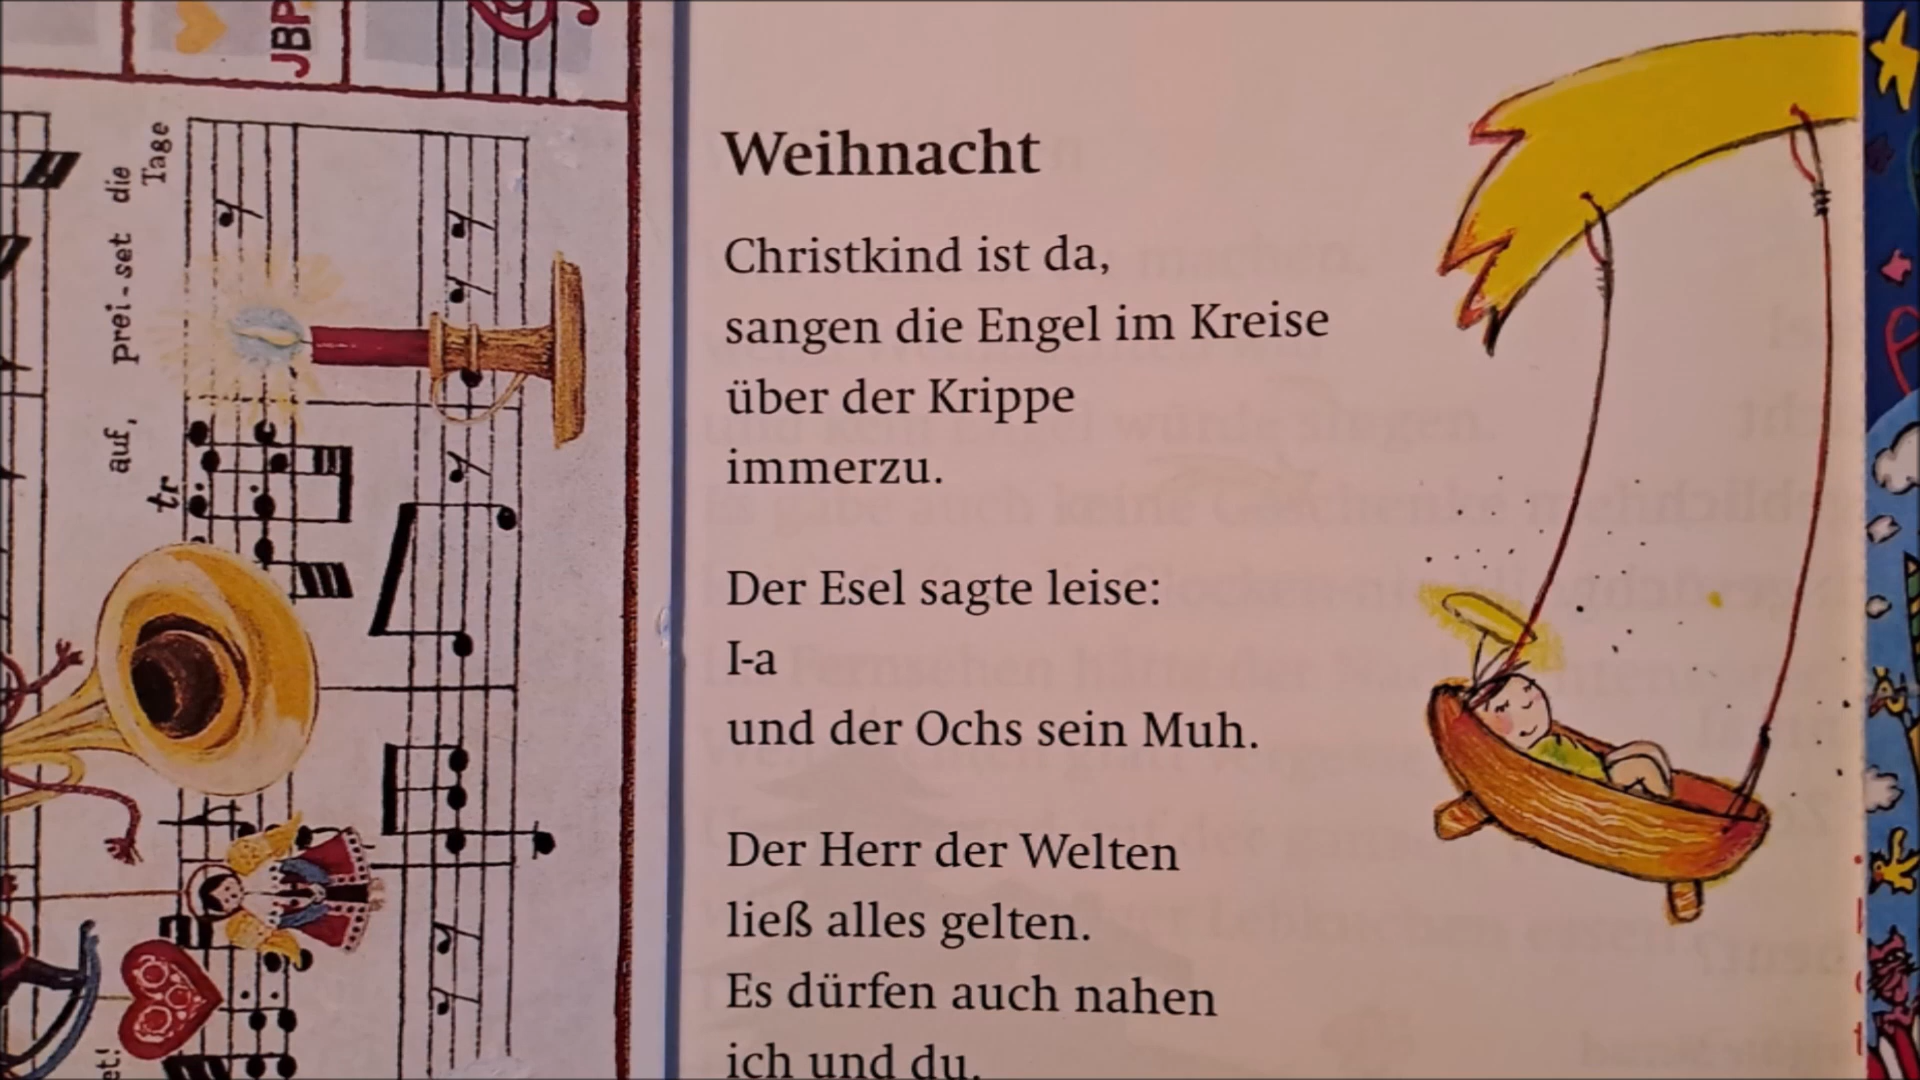 JBP
auf, prei-set die Tage
tr
et!
Weihnacht
Christkind ist da,
sangen die Engel im Kreise
über der Krippe
immerzu.
Der Esel sagte leise:
I-a
und der Ochs sein Muh.
Der Herr der Welten
ließ alles gelten.
Es dürfen auch nahen
ich und du.